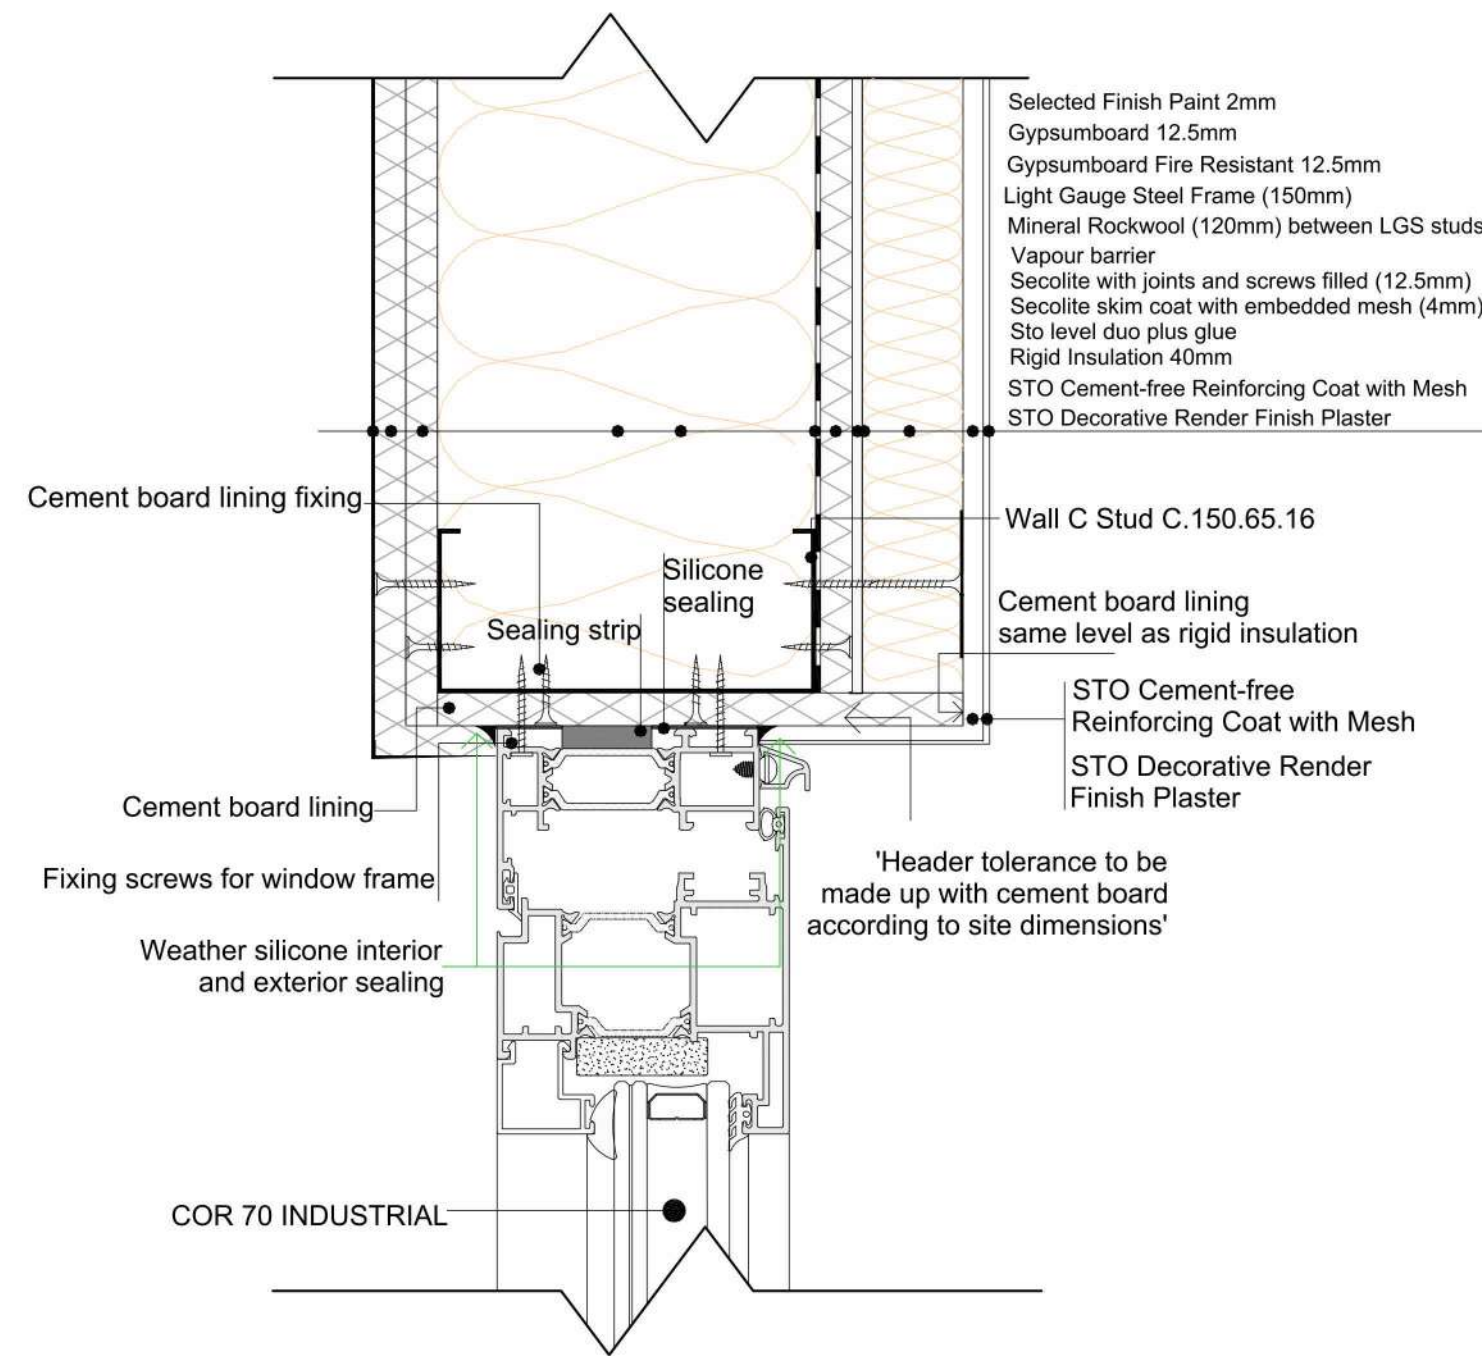 Selected Finish Paint 2mm
Gypsumboard 12.5mm
Gypsumboard Fire Resistant 12.5mm
Light Gauge Steel Frame (150mm)
Mineral Rockwool (120mm) between LGS studs
Vapour barrier
Secolite with joints and screws filled (12.5mm)
Secolite skim coat with embedded mesh (4mm)
Sto level duo plus glue
Rigid Insulation 40mm
STO Cement-free Reinforcing Coat with Mesh
STO Decorative Render Finish Plaster
Cement board lining fixing
Wall C Stud C.150.65.16
Silicone
sealing
Sealing strip
Cement board lining
same level as rigid insulation
STO Cement-free
Reinforcing Coat with Mesh
STO Decorative Render
Finish Plaster
Cement board lining
Fixing screws for window frame
'Header tolerance to be
made up with cement board
according to site dimensions'
Weather silicone interior
and exterior sealing
COR 70 INDUSTRIAL